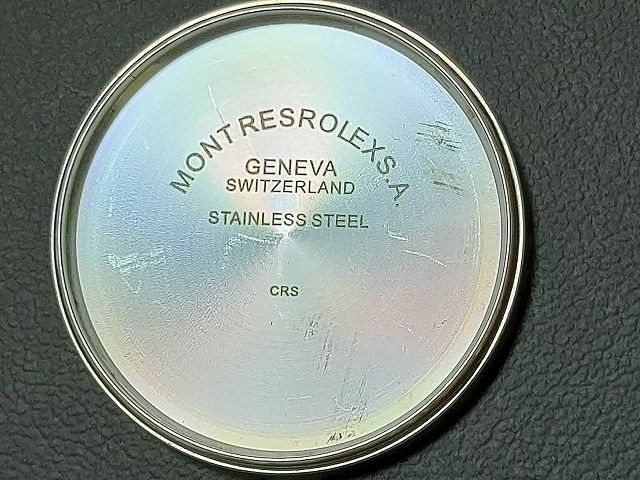 MONTRESROLEXS.A.
GENEVA
SWITZERLAND
STAINLESS STEEL
CRS